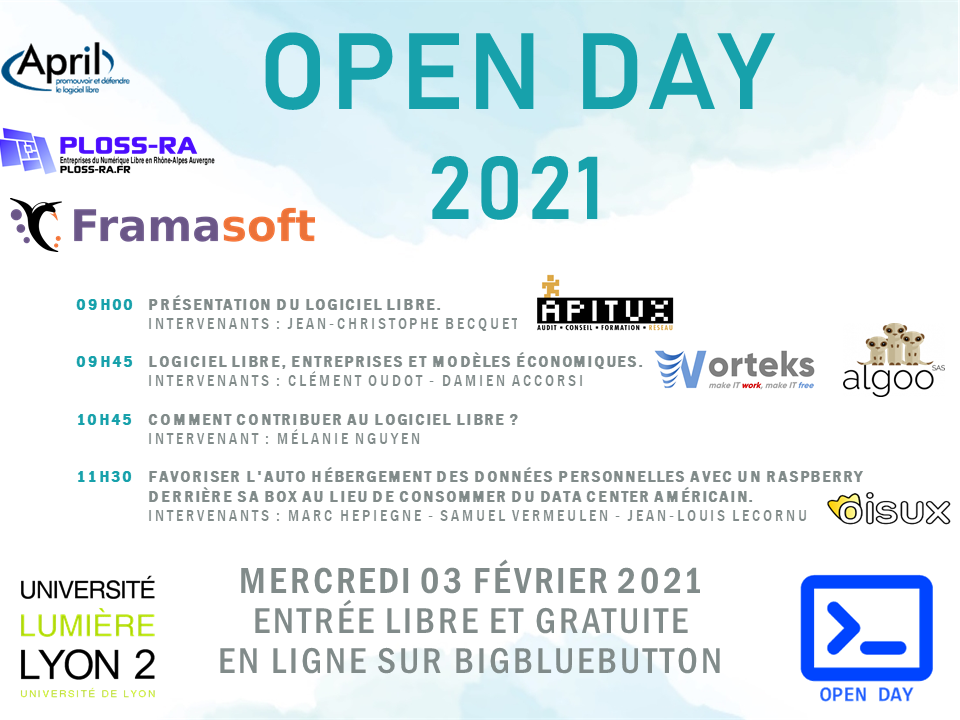 April
promouvoir et défendre
le logiciel libre
OPEN DAY
2021
PLOSS-RA
Entreprises du Numérique Libre en Rhône-Alpes Auvergne
PLOSS-RA.FR
Framasoft
09H00 PRÉSENTATION DU LOGICIEL LIBRE.
INTERVENANTS : JEAN-CHRISTOPHE BECQUET
APITUX
AUDIT • CONSEIL • FORMATION • RESEAU
09H45 LOGICIEL LIBRE, ENTREPRISES ET MODÈLES ÉCONOMIQUES.
INTERVENANTS : CLÉMENT OUDOT - DAMIEN ACCORSI
Worteks
make IT work, make IT free
algoo SAS
10H45 COMMENT CONTRIBUER AU LOGICIEL LIBRE ?
INTERVENANT : MÉLANIE NGUYEN
11H30 FAVORISER L'AUTO HÉBERGEMENT DES DONNÉES PERSONNELLES AVEC UN RASPBERRY
DERRIÈRE SA BOX AU LIEU DE CONSOMMER DU DATA CENTER AMÉRICAIN.
INTERVENANTS : MARC HEPIEGNE - SAMUEL VERMEULEN - JEAN-LOUIS LECORNU
oisux
MERCREDI 03 FÉVRIER 2021
ENTRÉE LIBRE ET GRATUITE
EN LIGNE SUR BIGBLUEBUTTON
UNIVERSITÉ
LUMIÈRE
LYON 2
UNIVERSITÉ DE LYON
OPEN DAY